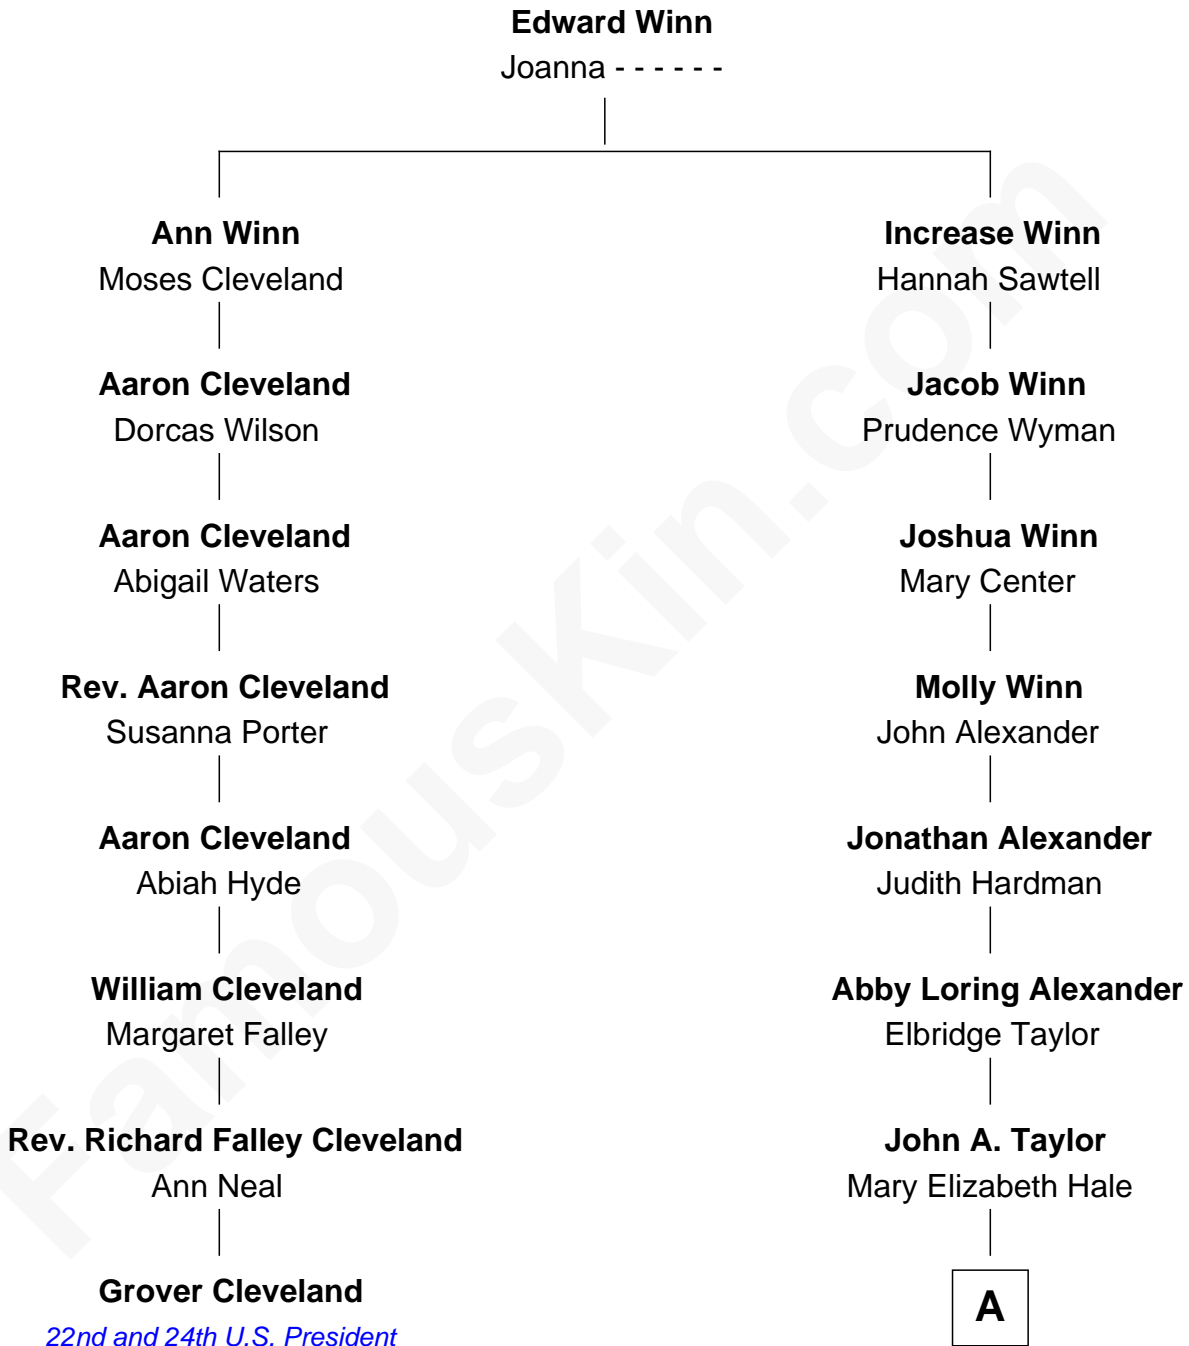 Edward Winn
Joanna - - - - - -
Ann Winn
Moses Cleveland
Increase Winn
Hannah Sawtell
Aaron Cleveland
Dorcas Wilson
Jacob Winn
Prudence Wyman
Aaron Cleveland
Abigail Waters
Joshua Winn
Mary Center
Rev. Aaron Cleveland
Susanna Porter
Molly Winn
John Alexander
Aaron Cleveland
Abiah Hyde
Jonathan Alexander
Judith Hardman
William Cleveland
Margaret Falley
Abby Loring Alexander
Elbridge Taylor
Rev. Richard Falley Cleveland
Ann Neal
John A. Taylor
Mary Elizabeth Hale
Grover Cleveland
22nd and 24th U.S. President
A
FamousKin.com